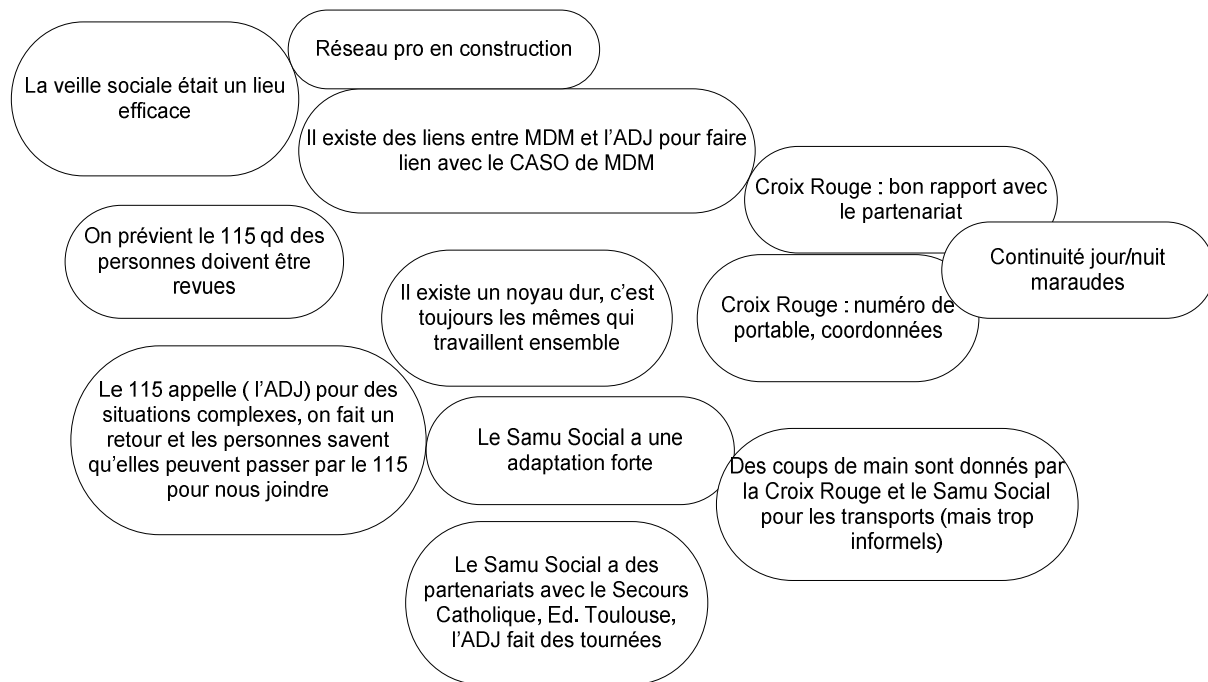 Réseau pro en construction
La veille sociale était un lieu
efficace
Il existe des liens entre MDM et l’ADJ pour faire
lien avec le CASO de MDM
Croix Rouge : bon rapport avec
le partenariat
On prévient le 115 qd des
personnes doivent être
revues
Continuité jour/nuit
maraudes
Il existe un noyau dur, c’est
toujours les mêmes qui
travaillent ensemble
Croix Rouge : numéro de
portable, coordonnées
Le 115 appelle ( l’ADJ) pour des
situations complexes, on fait un
retour et les personnes savent
qu’elles peuvent passer par le 115
pour nous joindre
Le Samu Social a une
adaptation forte
Des coups de main sont donnés par
la Croix Rouge et le Samu Social
pour les transports (mais trop
informels)
Le Samu Social a des
partenariats avec le Secours
Catholique, Ed. Toulouse,
l’ADJ fait des tournées